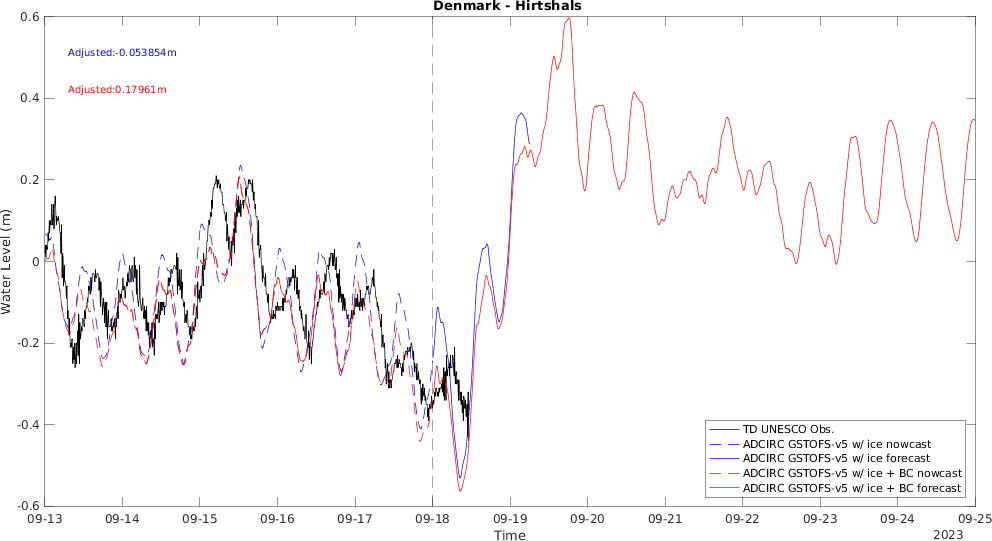 Denmark - Hirtshals
Adjusted:-0.053854m
Adjusted:0.17961m
Water Level (m)
0.6
0.4
0.2
0
-0.2
-0.4
-0.6
TD UNESCO Obs.
ADCIRC GSTOFS-v5 w/ ice nowcast
ADCIRC GSTOFS-v5 w/ ice forecast
ADCIRC GSTOFS-v5 w/ ice + BC nowcast
ADCIRC GSTOFS-v5 w/ ice + BC forecast
09-13 09-14 09-15 09-16 09-17 09-18 09-19 09-20 09-21 09-22 09-23 09-24 09-25
Time
2023